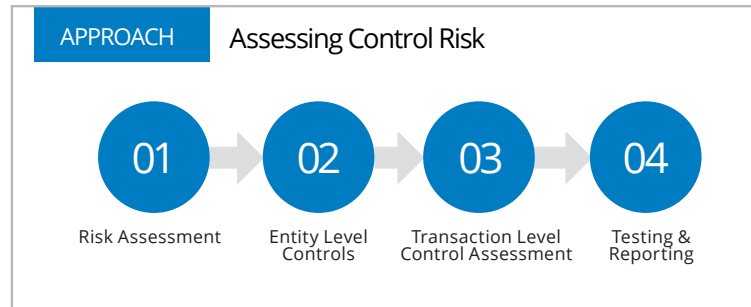 APPROACH
Assessing Control Risk
01
02
03
04
Risk Assessment
Entity Level
Controls
Transaction Level
Control Assessment
Testing &
Reporting